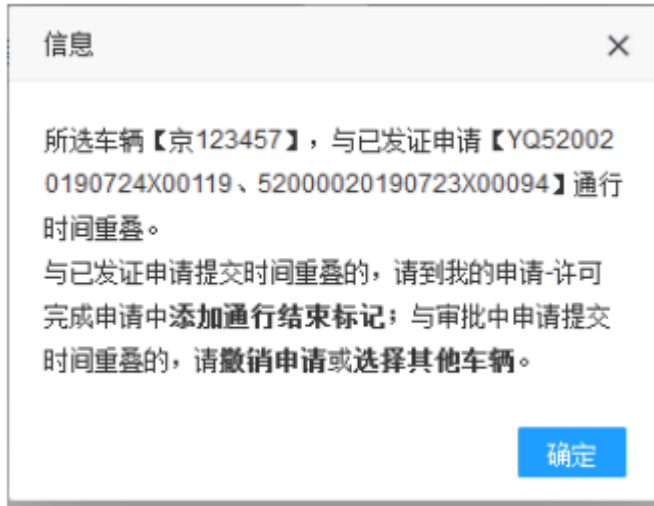 信息
所选车辆【京123457】，与已发证申请【YQ52002
0190724X00119、52000020190723X00094】通行
时间重叠。
与已发证申请提交时间重叠的，请到我的申请-许可
完成申请中添加通行结束标记；与审批中申请提交
时间重叠的，请撤销申请或选择其他车辆。
确定